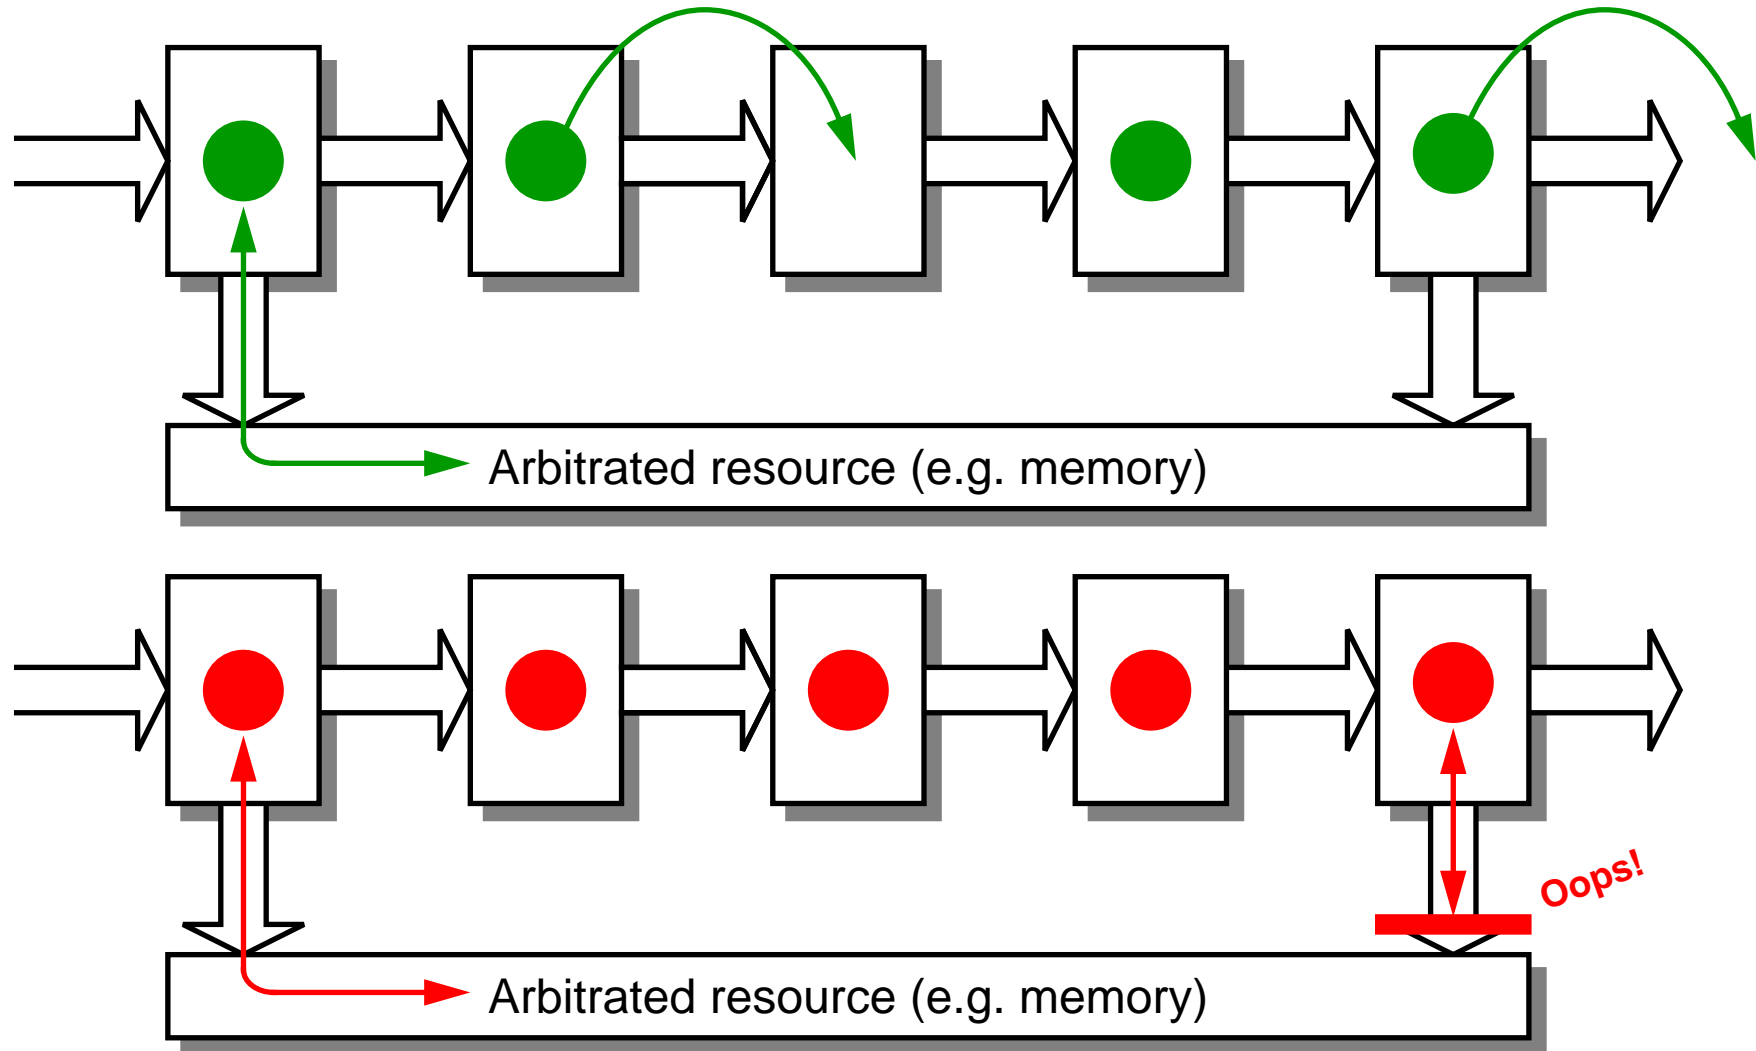 Arbitrated resource (e.g. memory)
Oops!
Arbitrated resource (e.g. memory)